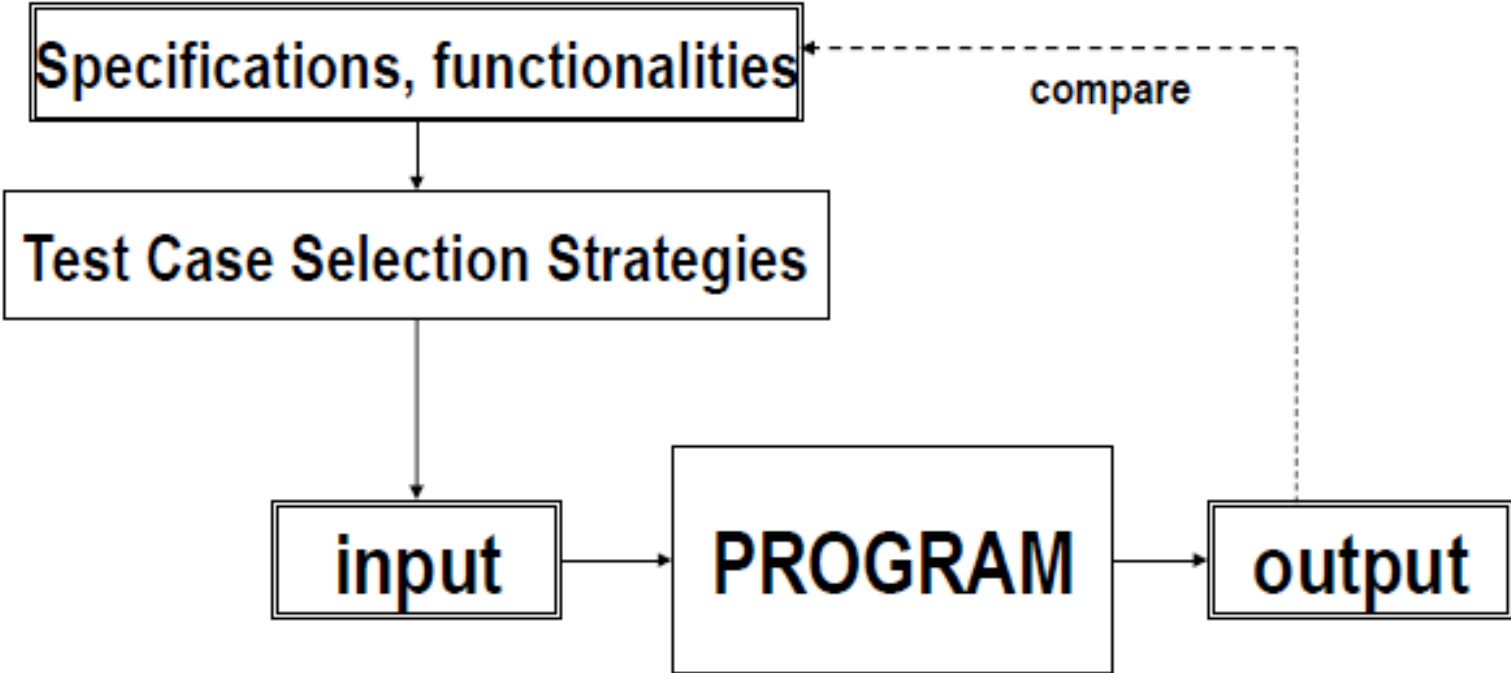 Specifications, functionalities
compare
Test Case Selection Strategies
input
PROGRAM
output